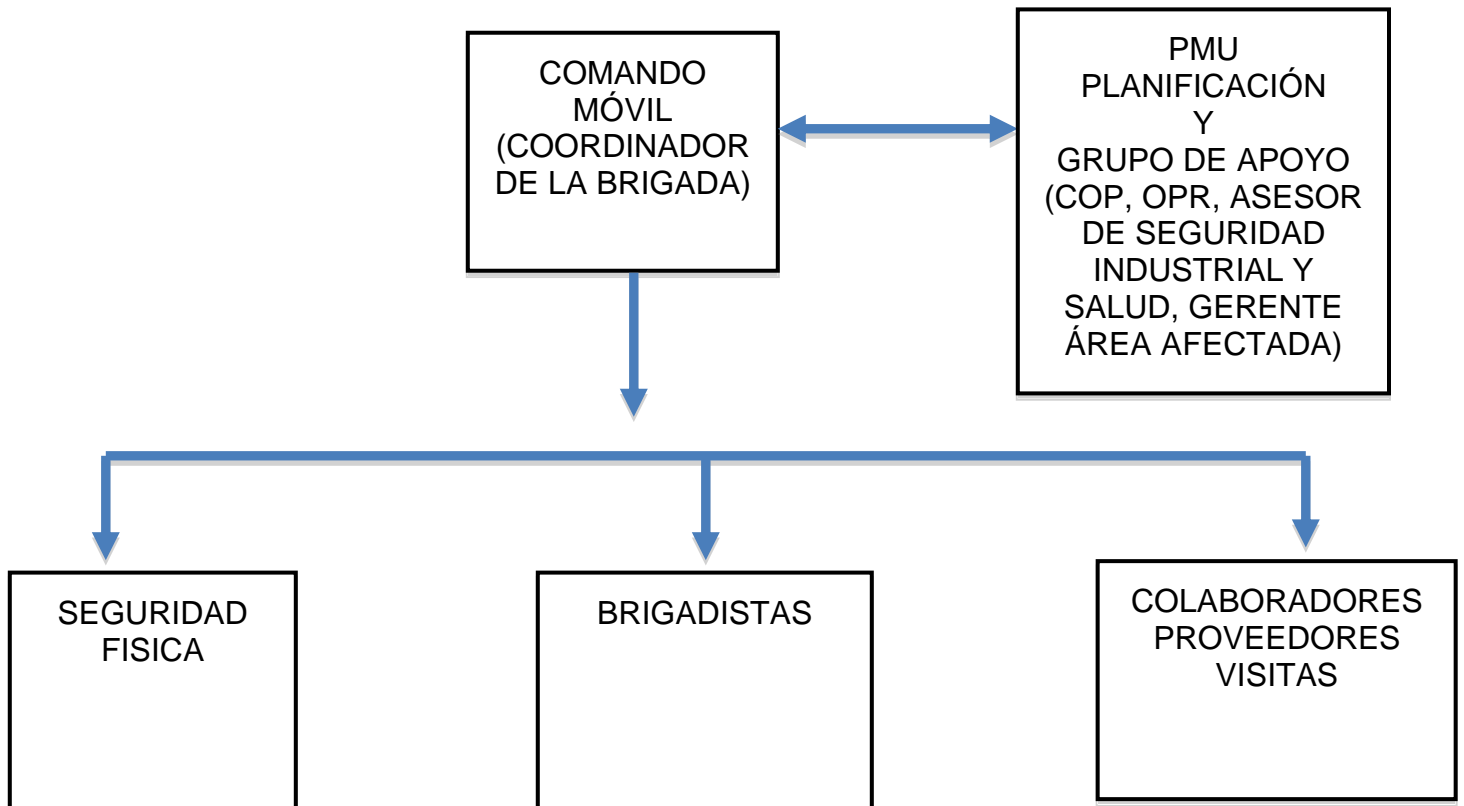 COMANDO
MÓVIL
(COORDINADOR
DE LA BRIGADA)
PMU
PLANIFICACIÓN
Y
GRUPO DE APOYO
(COP, OPR, ASESOR
DE SEGURIDAD
INDUSTRIAL Y
SALUD, GERENTE
ÁREA AFECTADA)
SEGURIDAD
FISICA
BRIGADISTAS
COLABORADORES
PROVEEDORES
VISITAS